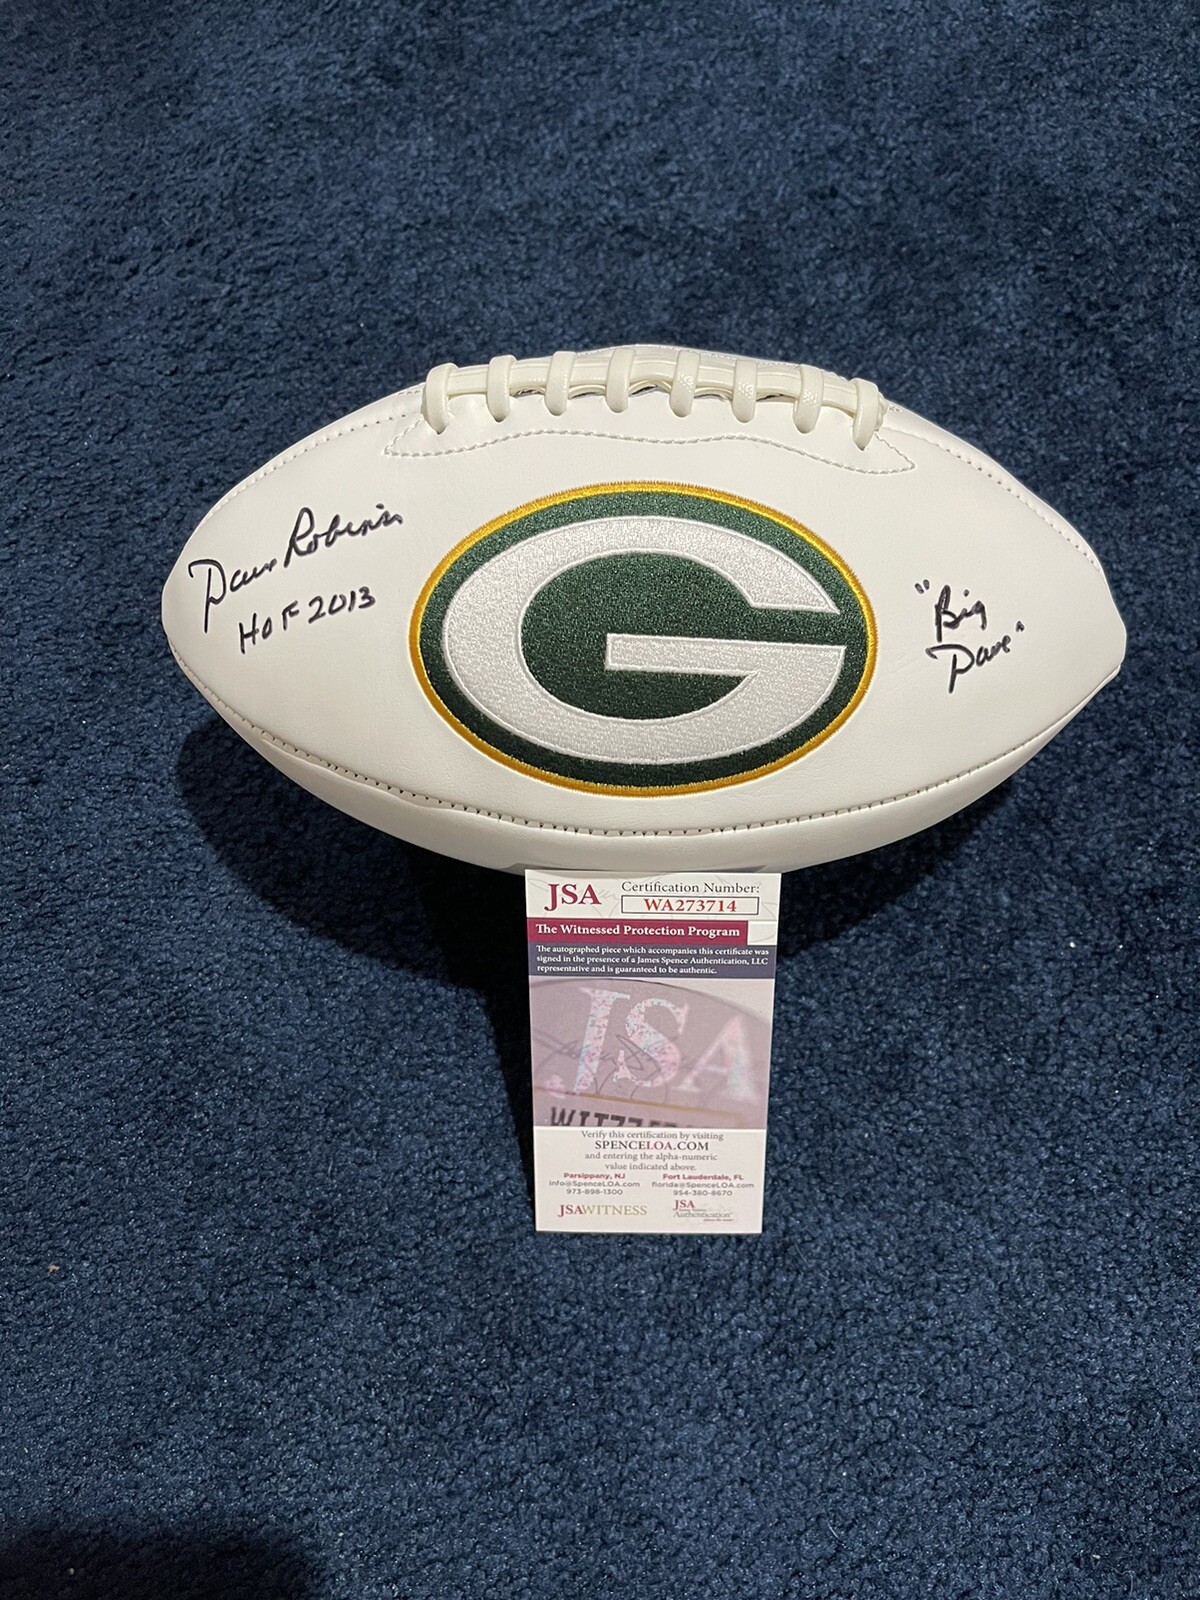 Dave Robinson
HOF 2013
"Big
Dave"
G
JSA
Certification Number:
WA273714
The Witnessed Protection Program
The autographed piece which accompanies this certificate was
signed in the presence of a James Spence Authentication, LLC
representative and is guaranteed to be authentic.
JSA
Verify this certification by visiting
SPENCELOA.COM
and entering the alpha-numeric
value indicated above.
Parsippany, NJ
info@SpenceLOA.com
973-898-1300
Fort Lauderdale, FL
florida@SpenceLOA.com
954-380-8670
JSAWITNESS
JSA
Authentication